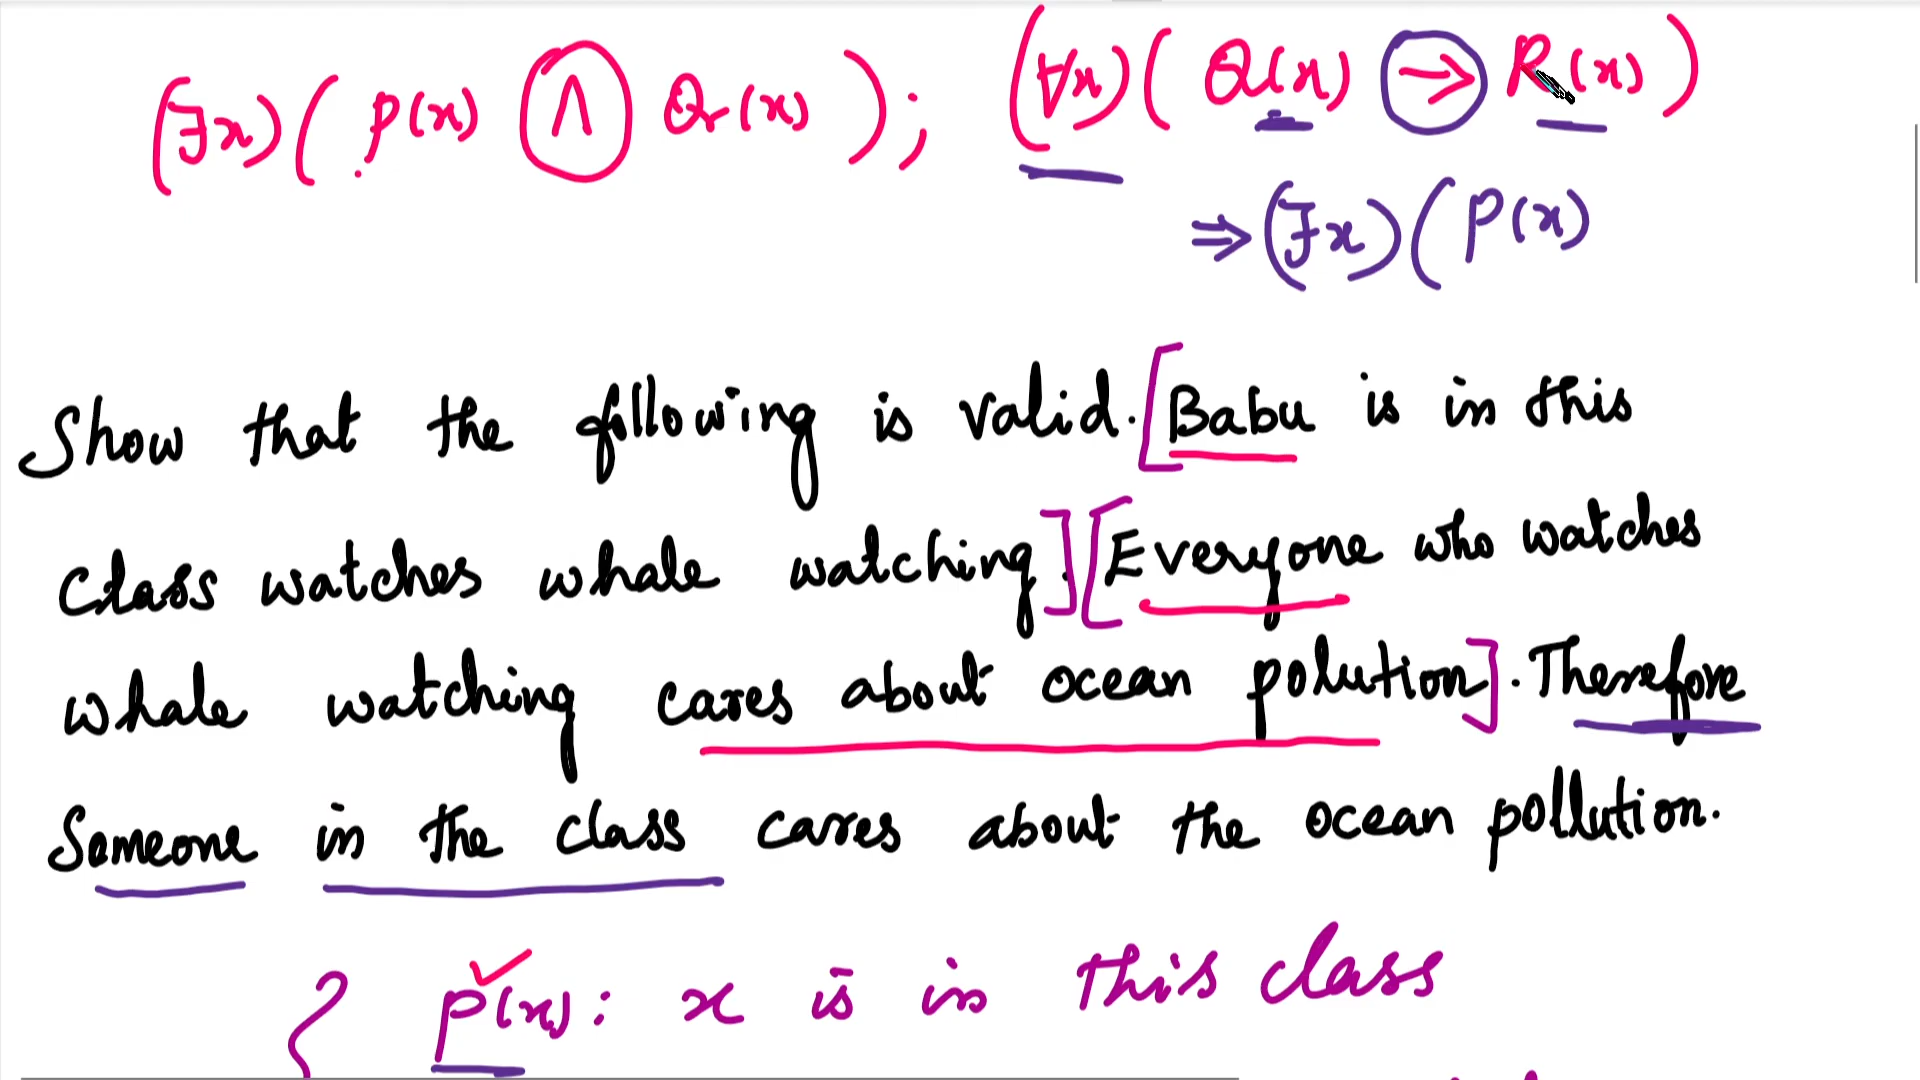 (∃x)( P(x) ∧ Q(x) ); (∀x)( Q(x) → R(x) )
⇒ (∃x)( P(x)
Show that the following is valid. [Babu is in this
class watches whale watching.] [Everyone who watches
whale watching cares about ocean polution]. Therefore
Someone in the class cares about the ocean pollution.
P(x): x is in this class